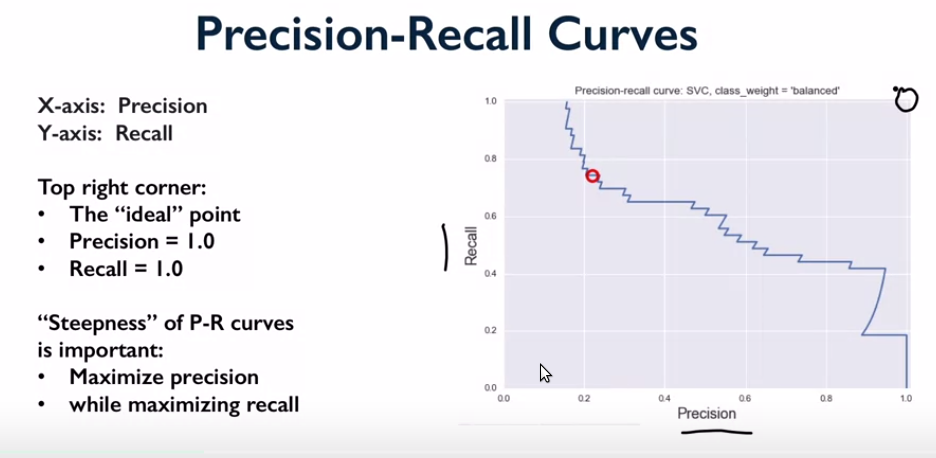 Precision-Recall Curves
X-axis: Precision
Y-axis: Recall
Top right corner:
• The “ideal” point
• Precision = 1.0
• Recall = 1.0
“Steepness” of P-R curves
is important:
• Maximize precision
• while maximizing recall
Precision-recall curve: SVC, class_weight = 'balanced'
1.0
0.8
0.6
0.4
0.2
0.0
Recall
0.0 0.2 0.4 0.6 0.8 1.0
Precision